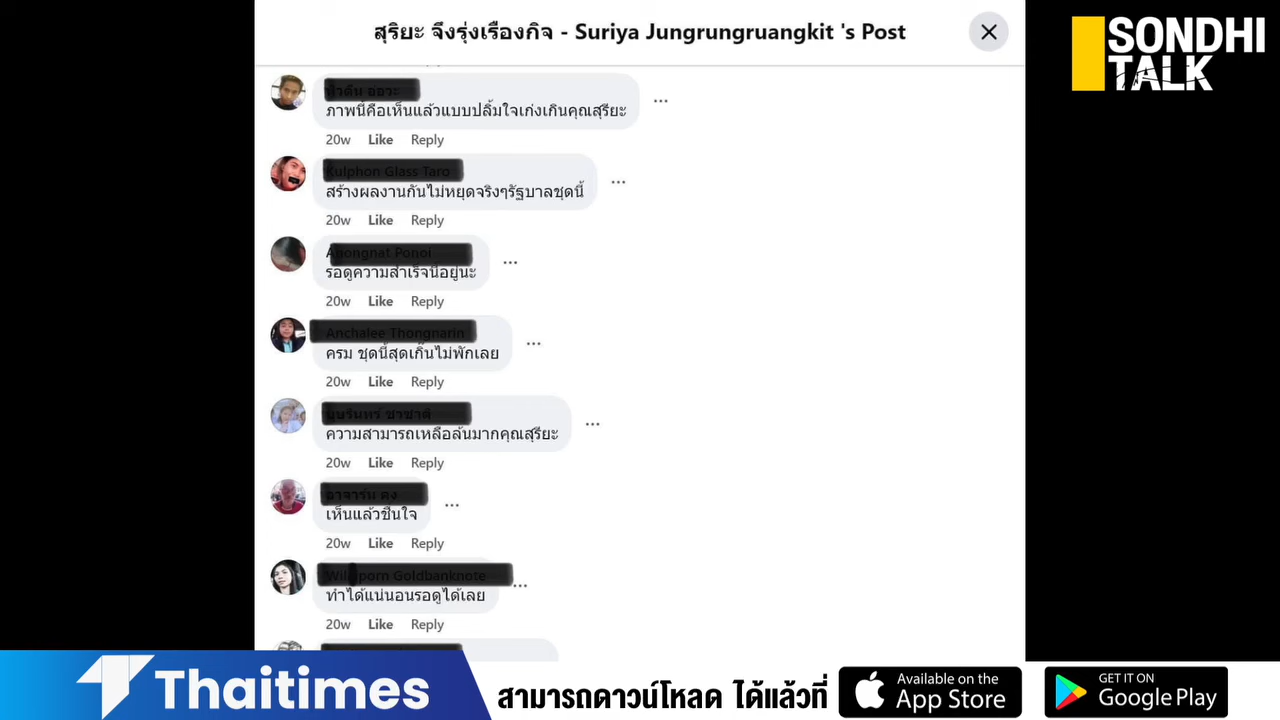 สุริยะ จึงรุ่งเรืองกิจ - Suriya Jungrungruangkit 's Post
SONDHI
TALK
ภาพนี้คือเห็นแล้วแบบปลื้มใจเก่งเกินคุณสุริยะ
20w Like Reply
Kulphon Glass Taro
สร้างผลงานกันไม่หยุดจริงๆรัฐบาลชุดนี้
20w Like Reply
Anongnat Ponoi
รอดูความสำเร็จนี้อยู่นะ
20w Like Reply
Anchalee Thongnarin
ครม ชุดนี้สุดเกิ๊นไม่พักเลย
20w Like Reply
ความสามารถเหลือล้นมากคุณสุริยะ
20w Like Reply
เห็นแล้วชื่นใจ
20w Like Reply
Goldbanknote
ทำได้แน่นอนรอดูได้เลย
20w Like Reply
Thaitimes
สามารถดาวน์โหลด ได้แล้วที่
Available on the
App Store
GET IT ON
Google Play